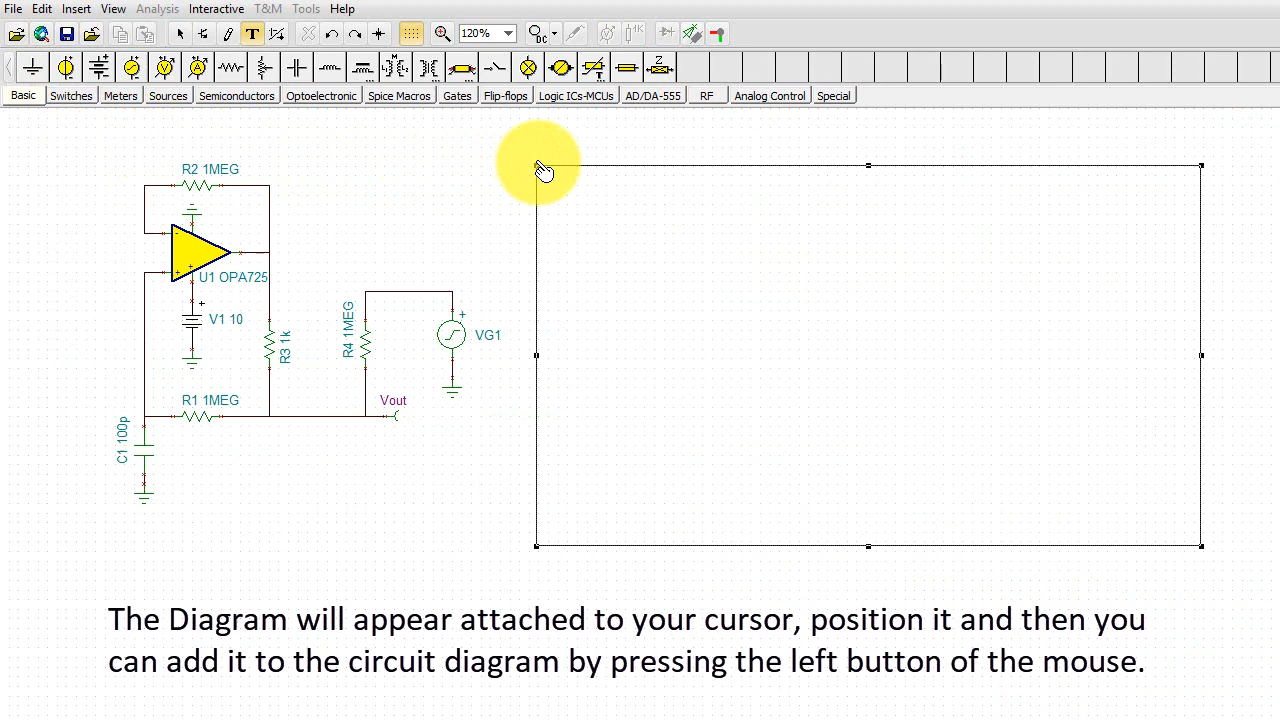 File Edit Insert View Analysis Interactive T&M Tools Help
T 120% DC
Z
Basic Switches Meters Sources Semiconductors Optoelectronic Spice Macros Gates Flip-flops Logic ICs-MCUs AD/DA-555 RF Analog Control Special
R2 1MEG
U1 OPA725
V1 10
R3 1k
R4 1MEG
VG1
R1 1MEG
Vout
C1 100p
The Diagram will appear attached to your cursor, position it and then you
can add it to the circuit diagram by pressing the left button of the mouse.